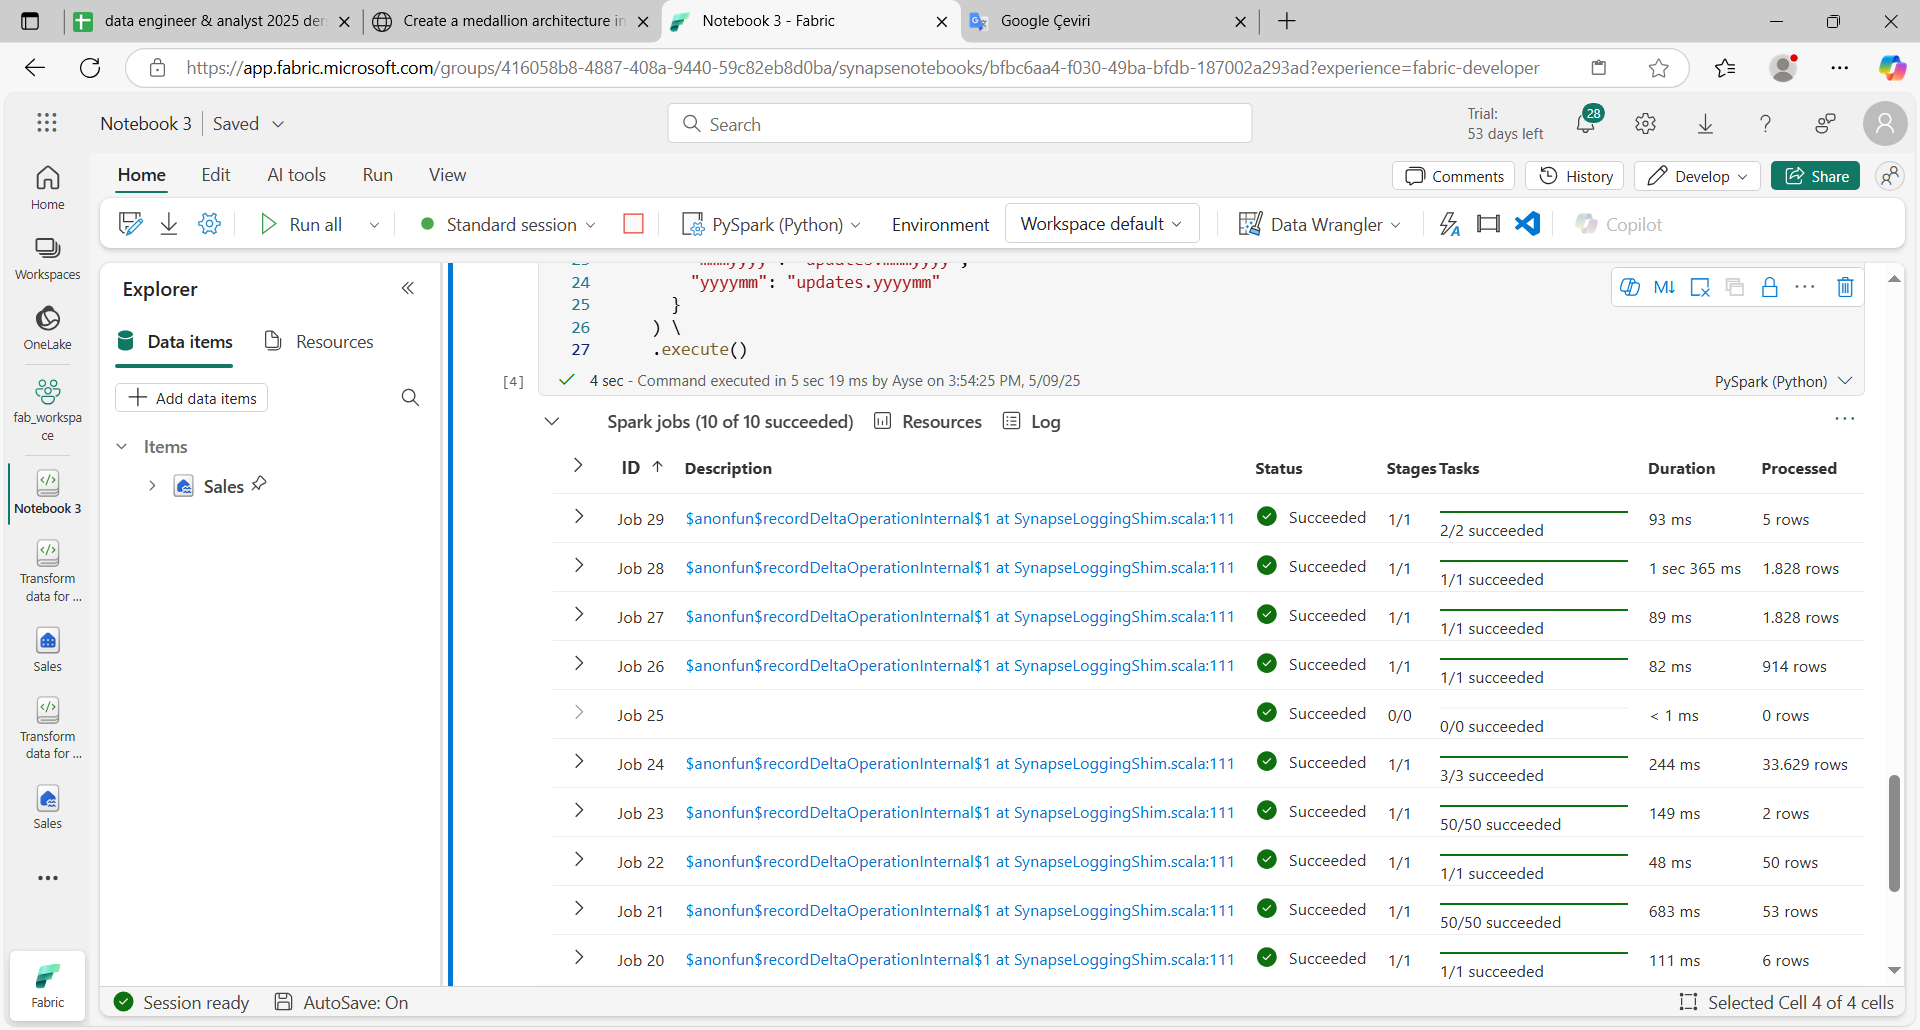 data engineer & analyst 2025 der
Create a medallion architecture in
Notebook 3 - Fabric
Google Çeviri
https://app.fabric.microsoft.com/groups/416058b8-4887-408a-9440-59c82eb8d0ba/synapsenotebooks/bfbc6aa4-f030-49ba-bfdb-187002a293ad?experience=fabric-developer
Notebook 3
Saved
Search
Trial:
53 days left
28
Home
Edit
AI tools
Run
View
Comments
History
Develop
Share
Run all
Standard session
PySpark (Python)
Environment
Workspace default
Data Wrangler
Copilot
Home
Workspaces
OneLake
fab_workspa
ce
Notebook 3
Transform
data for ...
Sales
Transform
data for ...
Sales
Fabric
Explorer
Data items
Resources
Add data items
Items
Sales
24 "yyyymm": "updates.yyyymm"
25 }
26 ) \
27 .execute()
[4]
4 sec - Command executed in 5 sec 19 ms by Ayse on 3:54:25 PM, 5/09/25
PySpark (Python)
Spark jobs (10 of 10 succeeded)
Resources
Log
ID Description Status Stages Tasks Duration Processed
Job 29 $anonfun$recordDeltaOperationInternal$1 at SynapseLoggingShim.scala:111 Succeeded 1/1 2/2 succeeded 93 ms 5 rows
Job 28 $anonfun$recordDeltaOperationInternal$1 at SynapseLoggingShim.scala:111 Succeeded 1/1 1/1 succeeded 1 sec 365 ms 1.828 rows
Job 27 $anonfun$recordDeltaOperationInternal$1 at SynapseLoggingShim.scala:111 Succeeded 1/1 1/1 succeeded 89 ms 1.828 rows
Job 26 $anonfun$recordDeltaOperationInternal$1 at SynapseLoggingShim.scala:111 Succeeded 1/1 1/1 succeeded 82 ms 914 rows
Job 25 Succeeded 0/0 0/0 succeeded < 1 ms 0 rows
Job 24 $anonfun$recordDeltaOperationInternal$1 at SynapseLoggingShim.scala:111 Succeeded 1/1 3/3 succeeded 244 ms 33.629 rows
Job 23 $anonfun$recordDeltaOperationInternal$1 at SynapseLoggingShim.scala:111 Succeeded 1/1 50/50 succeeded 149 ms 2 rows
Job 22 $anonfun$recordDeltaOperationInternal$1 at SynapseLoggingShim.scala:111 Succeeded 1/1 1/1 succeeded 48 ms 50 rows
Job 21 $anonfun$recordDeltaOperationInternal$1 at SynapseLoggingShim.scala:111 Succeeded 1/1 50/50 succeeded 683 ms 53 rows
Job 20 $anonfun$recordDeltaOperationInternal$1 at SynapseLoggingShim.scala:111 Succeeded 1/1 1/1 succeeded 111 ms 6 rows
Session ready
AutoSave: On
Selected Cell 4 of 4 cells